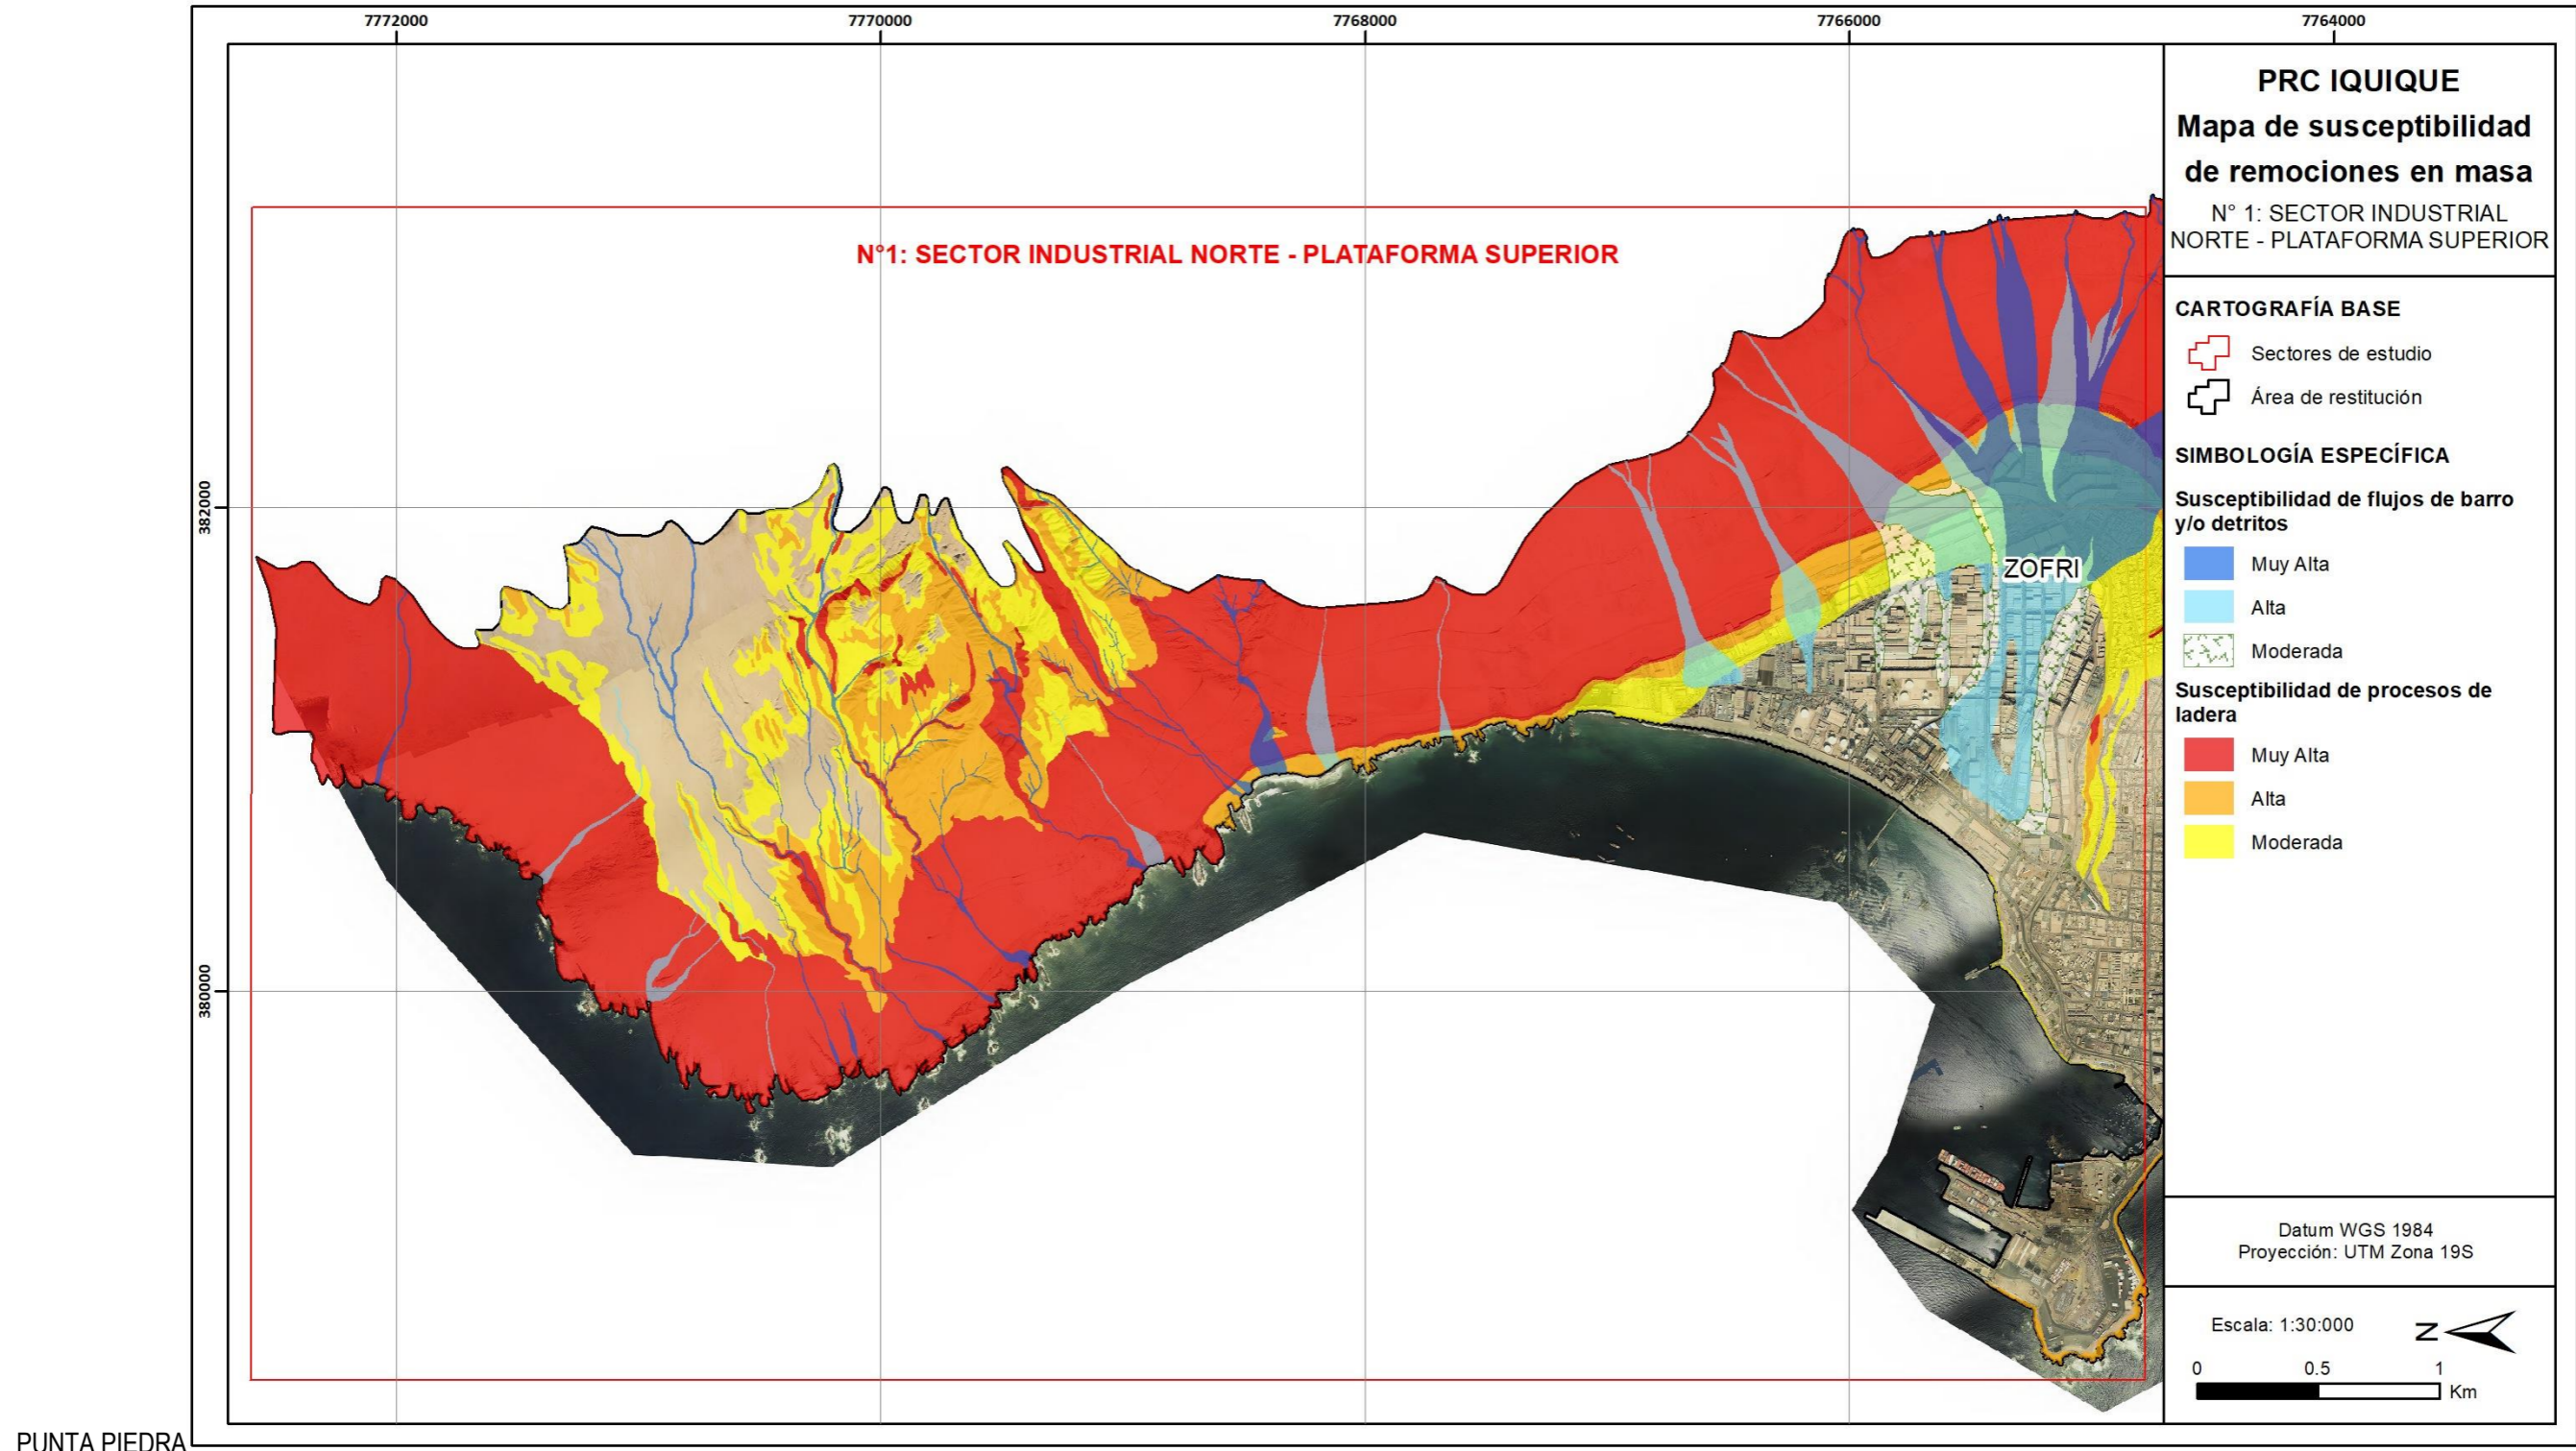 7772000
7770000
7768000
7766000
7764000
382000
380000
N°1: SECTOR INDUSTRIAL NORTE - PLATAFORMA SUPERIOR
ZOFRI
PRC IQUIQUE
Mapa de susceptibilidad
de remociones en masa
N° 1: SECTOR INDUSTRIAL
NORTE - PLATAFORMA SUPERIOR
CARTOGRAFÍA BASE
Sectores de estudio
Área de restitución
SIMBOLOGÍA ESPECÍFICA
Susceptibilidad de flujos de barro
y/o detritos
Muy Alta
Alta
Moderada
Susceptibilidad de procesos de
ladera
Muy Alta
Alta
Moderada
Datum WGS 1984
Proyección: UTM Zona 19S
Escala: 1:30:000
N
0 0.5 1
Km
PUNTA PIEDRA